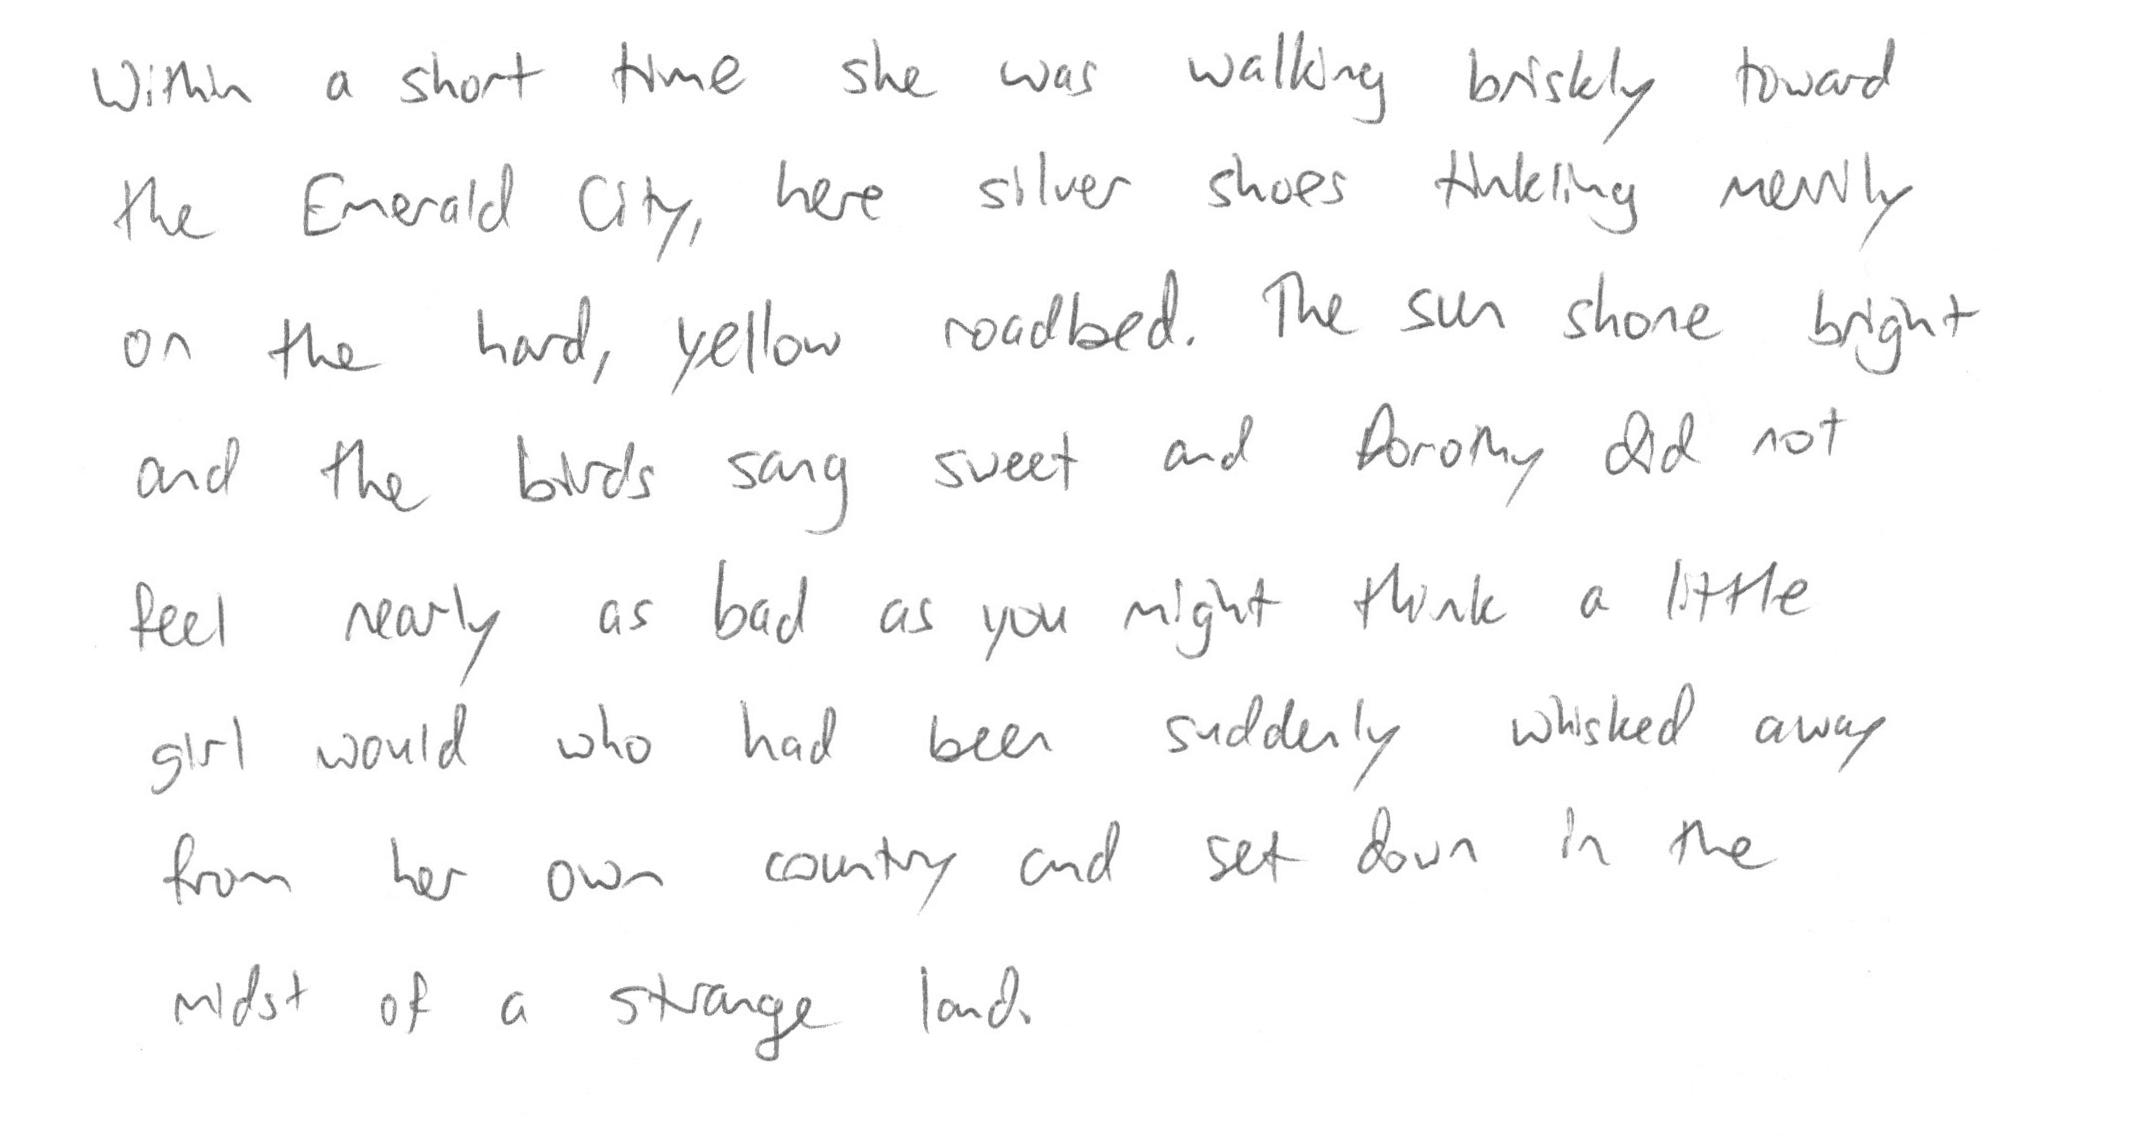 Within a short time she was walking briskly toward
the Emerald City, here silver shoes tinkling merrily
on the hard, yellow roadbed. The sun shone bright
and the birds sang sweet and Dorothy did not
feel nearly as bad as you might think a little
girl would who had been suddenly whisked away
from her own country and set down in the
midst of a strange land.